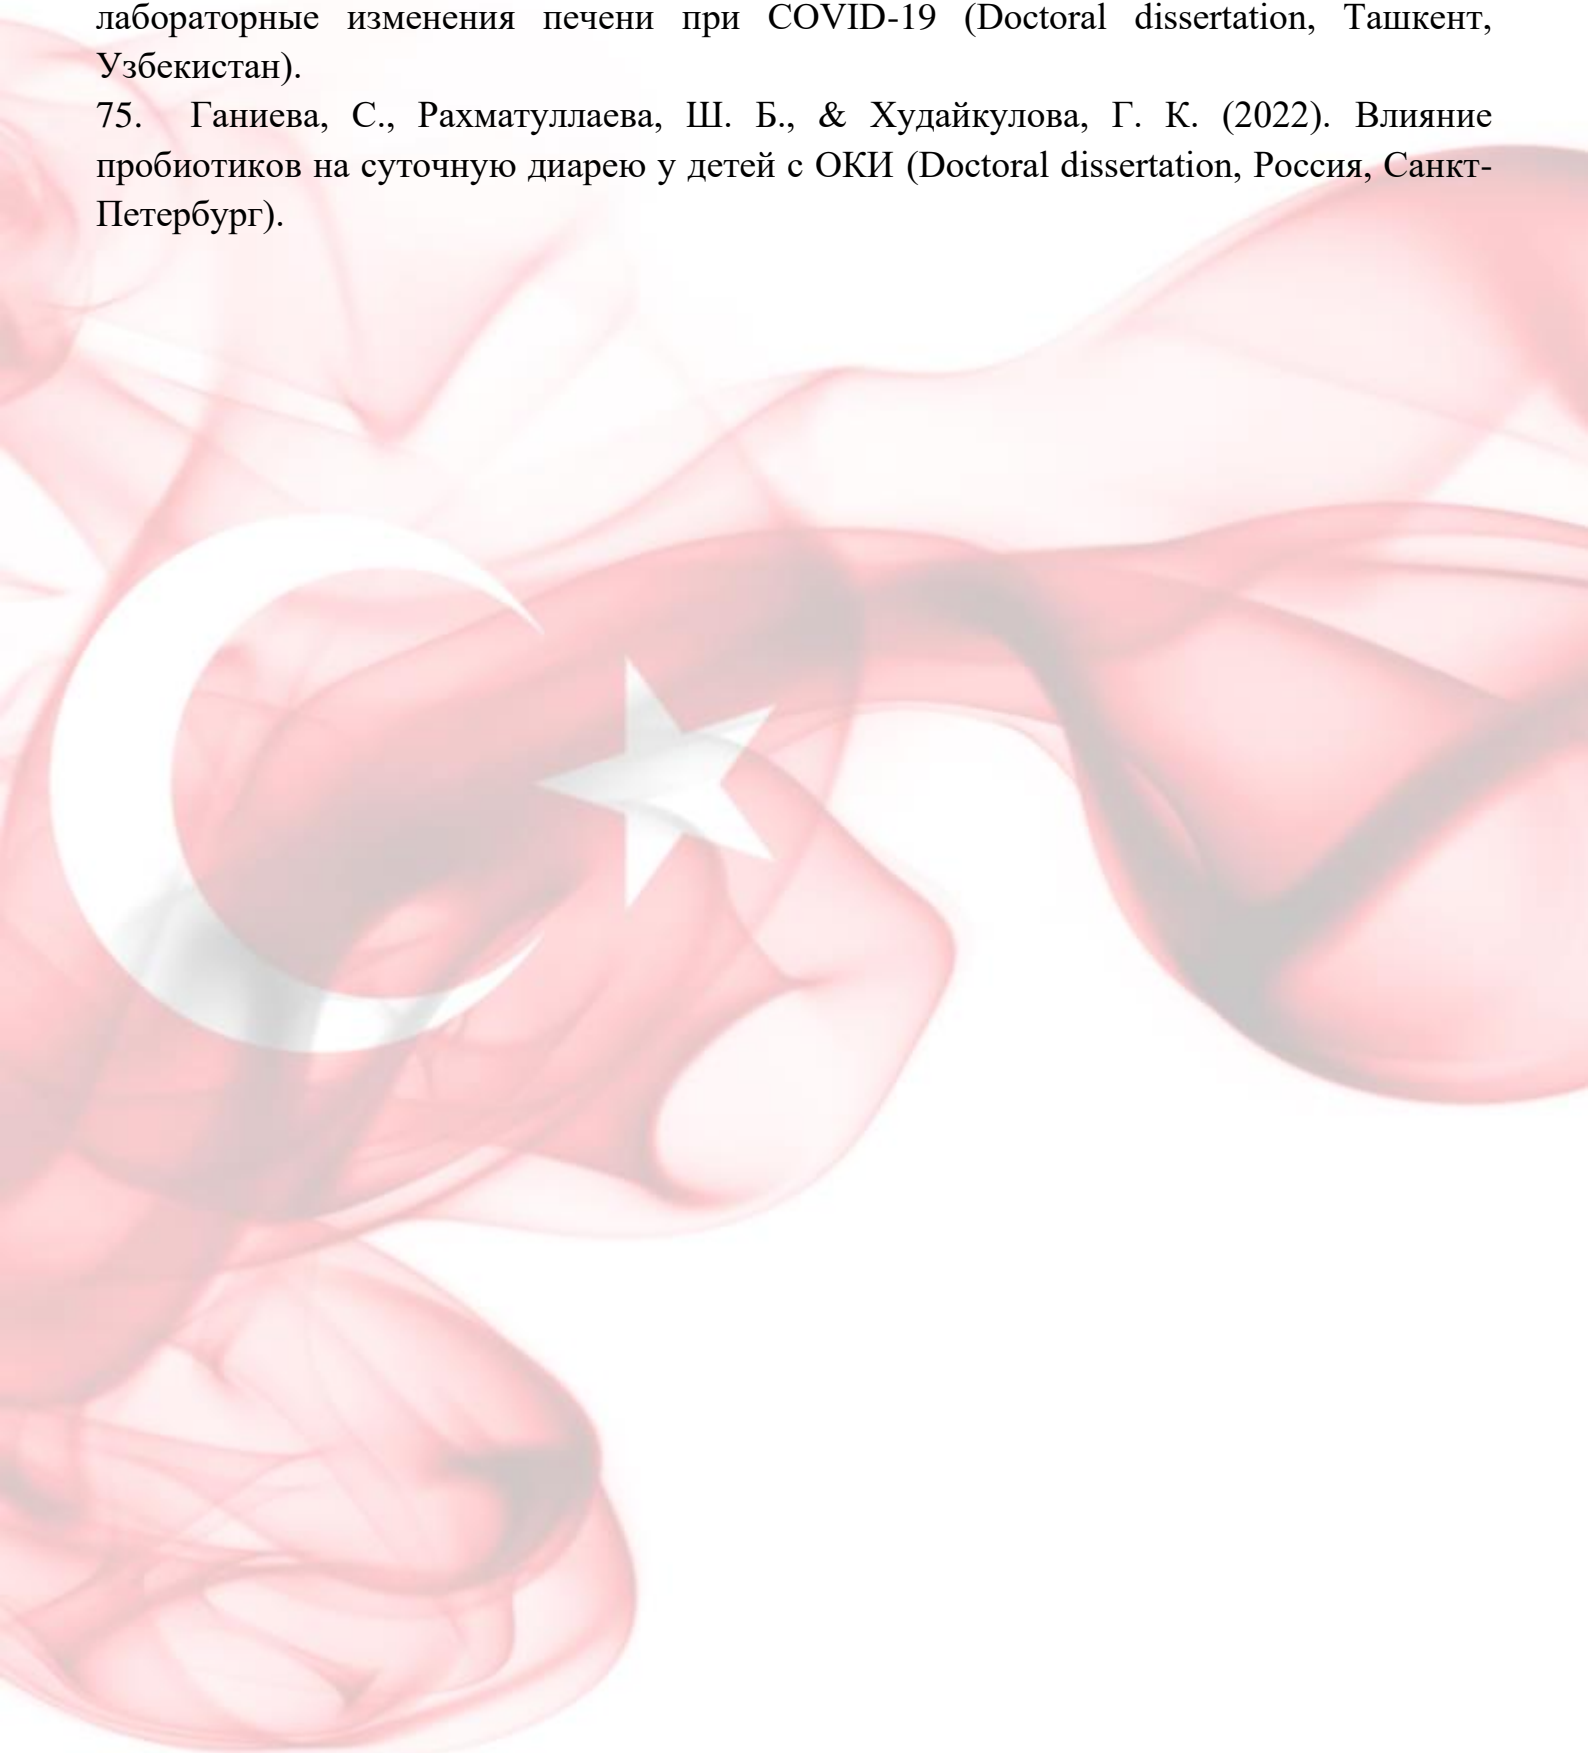 лабораторные изменения печени при COVID-19 (Doctoral dissertation, Ташкент,
Узбекистан).
75. Ганиева, С., Рахматуллаева, Ш. Б., & Худайкулова, Г. К. (2022). Влияние
пробиотиков на суточную диарею у детей с ОКИ (Doctoral dissertation, Россия, Санкт-
Петербург).